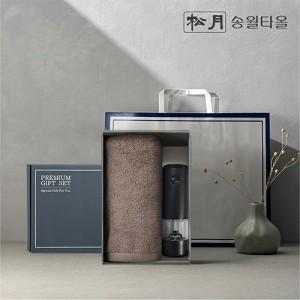 松月 송월타올
PREMIUM
GIFT SET
Special Gift For You